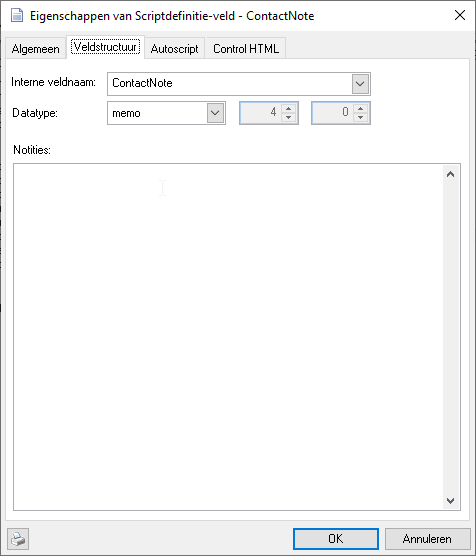 Eigenschappen van Scriptdefinitie-veld - ContactNote
Algemeen Veldstructuur Autoscript Control HTML
Interne veldnaam: ContactNote
Datatype: memo 4 0
Notities:
OK Annuleren